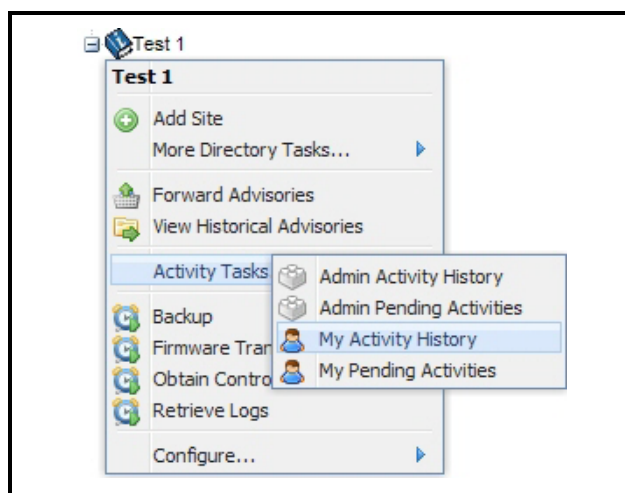 Test 1
Test 1
Add Site
More Directory Tasks...
Forward Advisories
View Historical Advisories
Activity Tasks
Admin Activity History
Admin Pending Activities
My Activity History
My Pending Activities
Backup
Firmware Tran
Obtain Contro
Retrieve Logs
Configure...